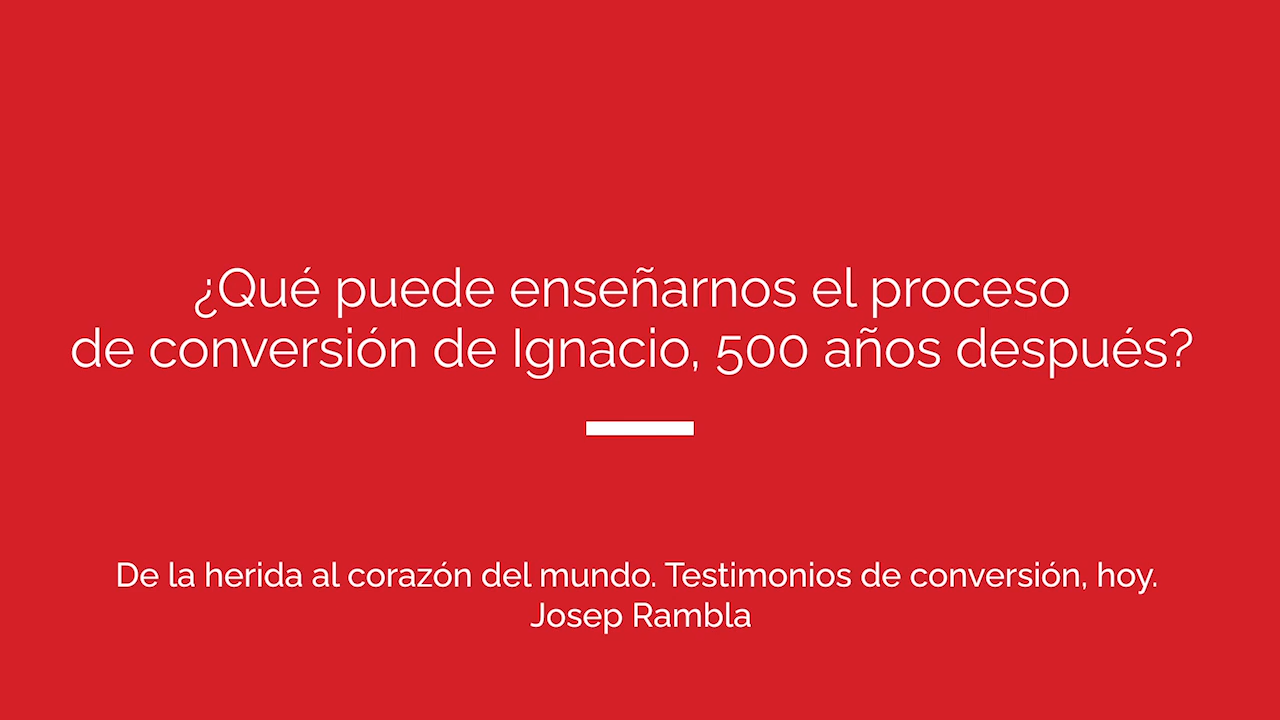 ¿Qué puede enseñarnos el proceso
de conversión de Ignacio, 500 años después?
De la herida al corazón del mundo. Testimonios de conversión, hoy.
Josep Rambla